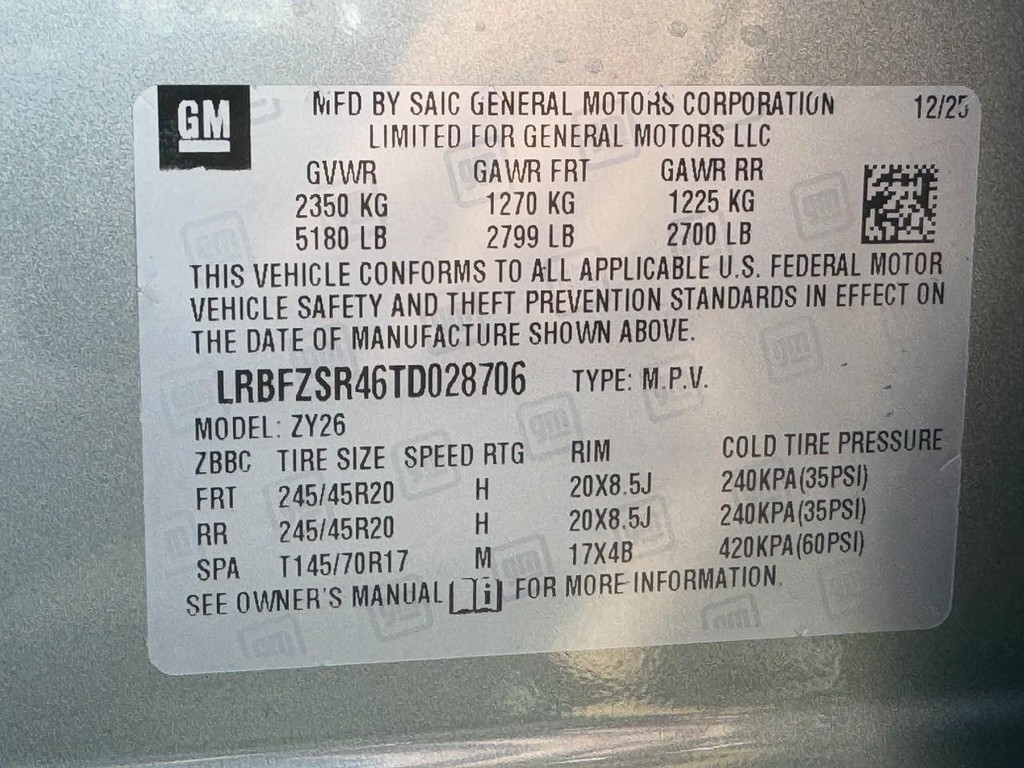 GM
MFD BY SAIC GENERAL MOTORS CORPORATION 12/25
LIMITED FOR GENERAL MOTORS LLC
GVWR GAWR FRT GAWR RR
2350 KG 1270 KG 1225 KG
5180 LB 2799 LB 2700 LB
THIS VEHICLE CONFORMS TO ALL APPLICABLE U.S. FEDERAL MOTOR
VEHICLE SAFETY AND THEFT PREVENTION STANDARDS IN EFFECT ON
THE DATE OF MANUFACTURE SHOWN ABOVE.
LRBFZSR46TD028706 TYPE: M.P.V.
MODEL: ZY26
ZBBC TIRE SIZE SPEED RTG RIM COLD TIRE PRESSURE
FRT 245/45R20 H 20X8.5J 240KPA(35PSI)
RR 245/45R20 H 20X8.5J 240KPA(35PSI)
SPA T145/70R17 M 17X4B 420KPA(60PSI)
SEE OWNER'S MANUAL i FOR MORE INFORMATION.